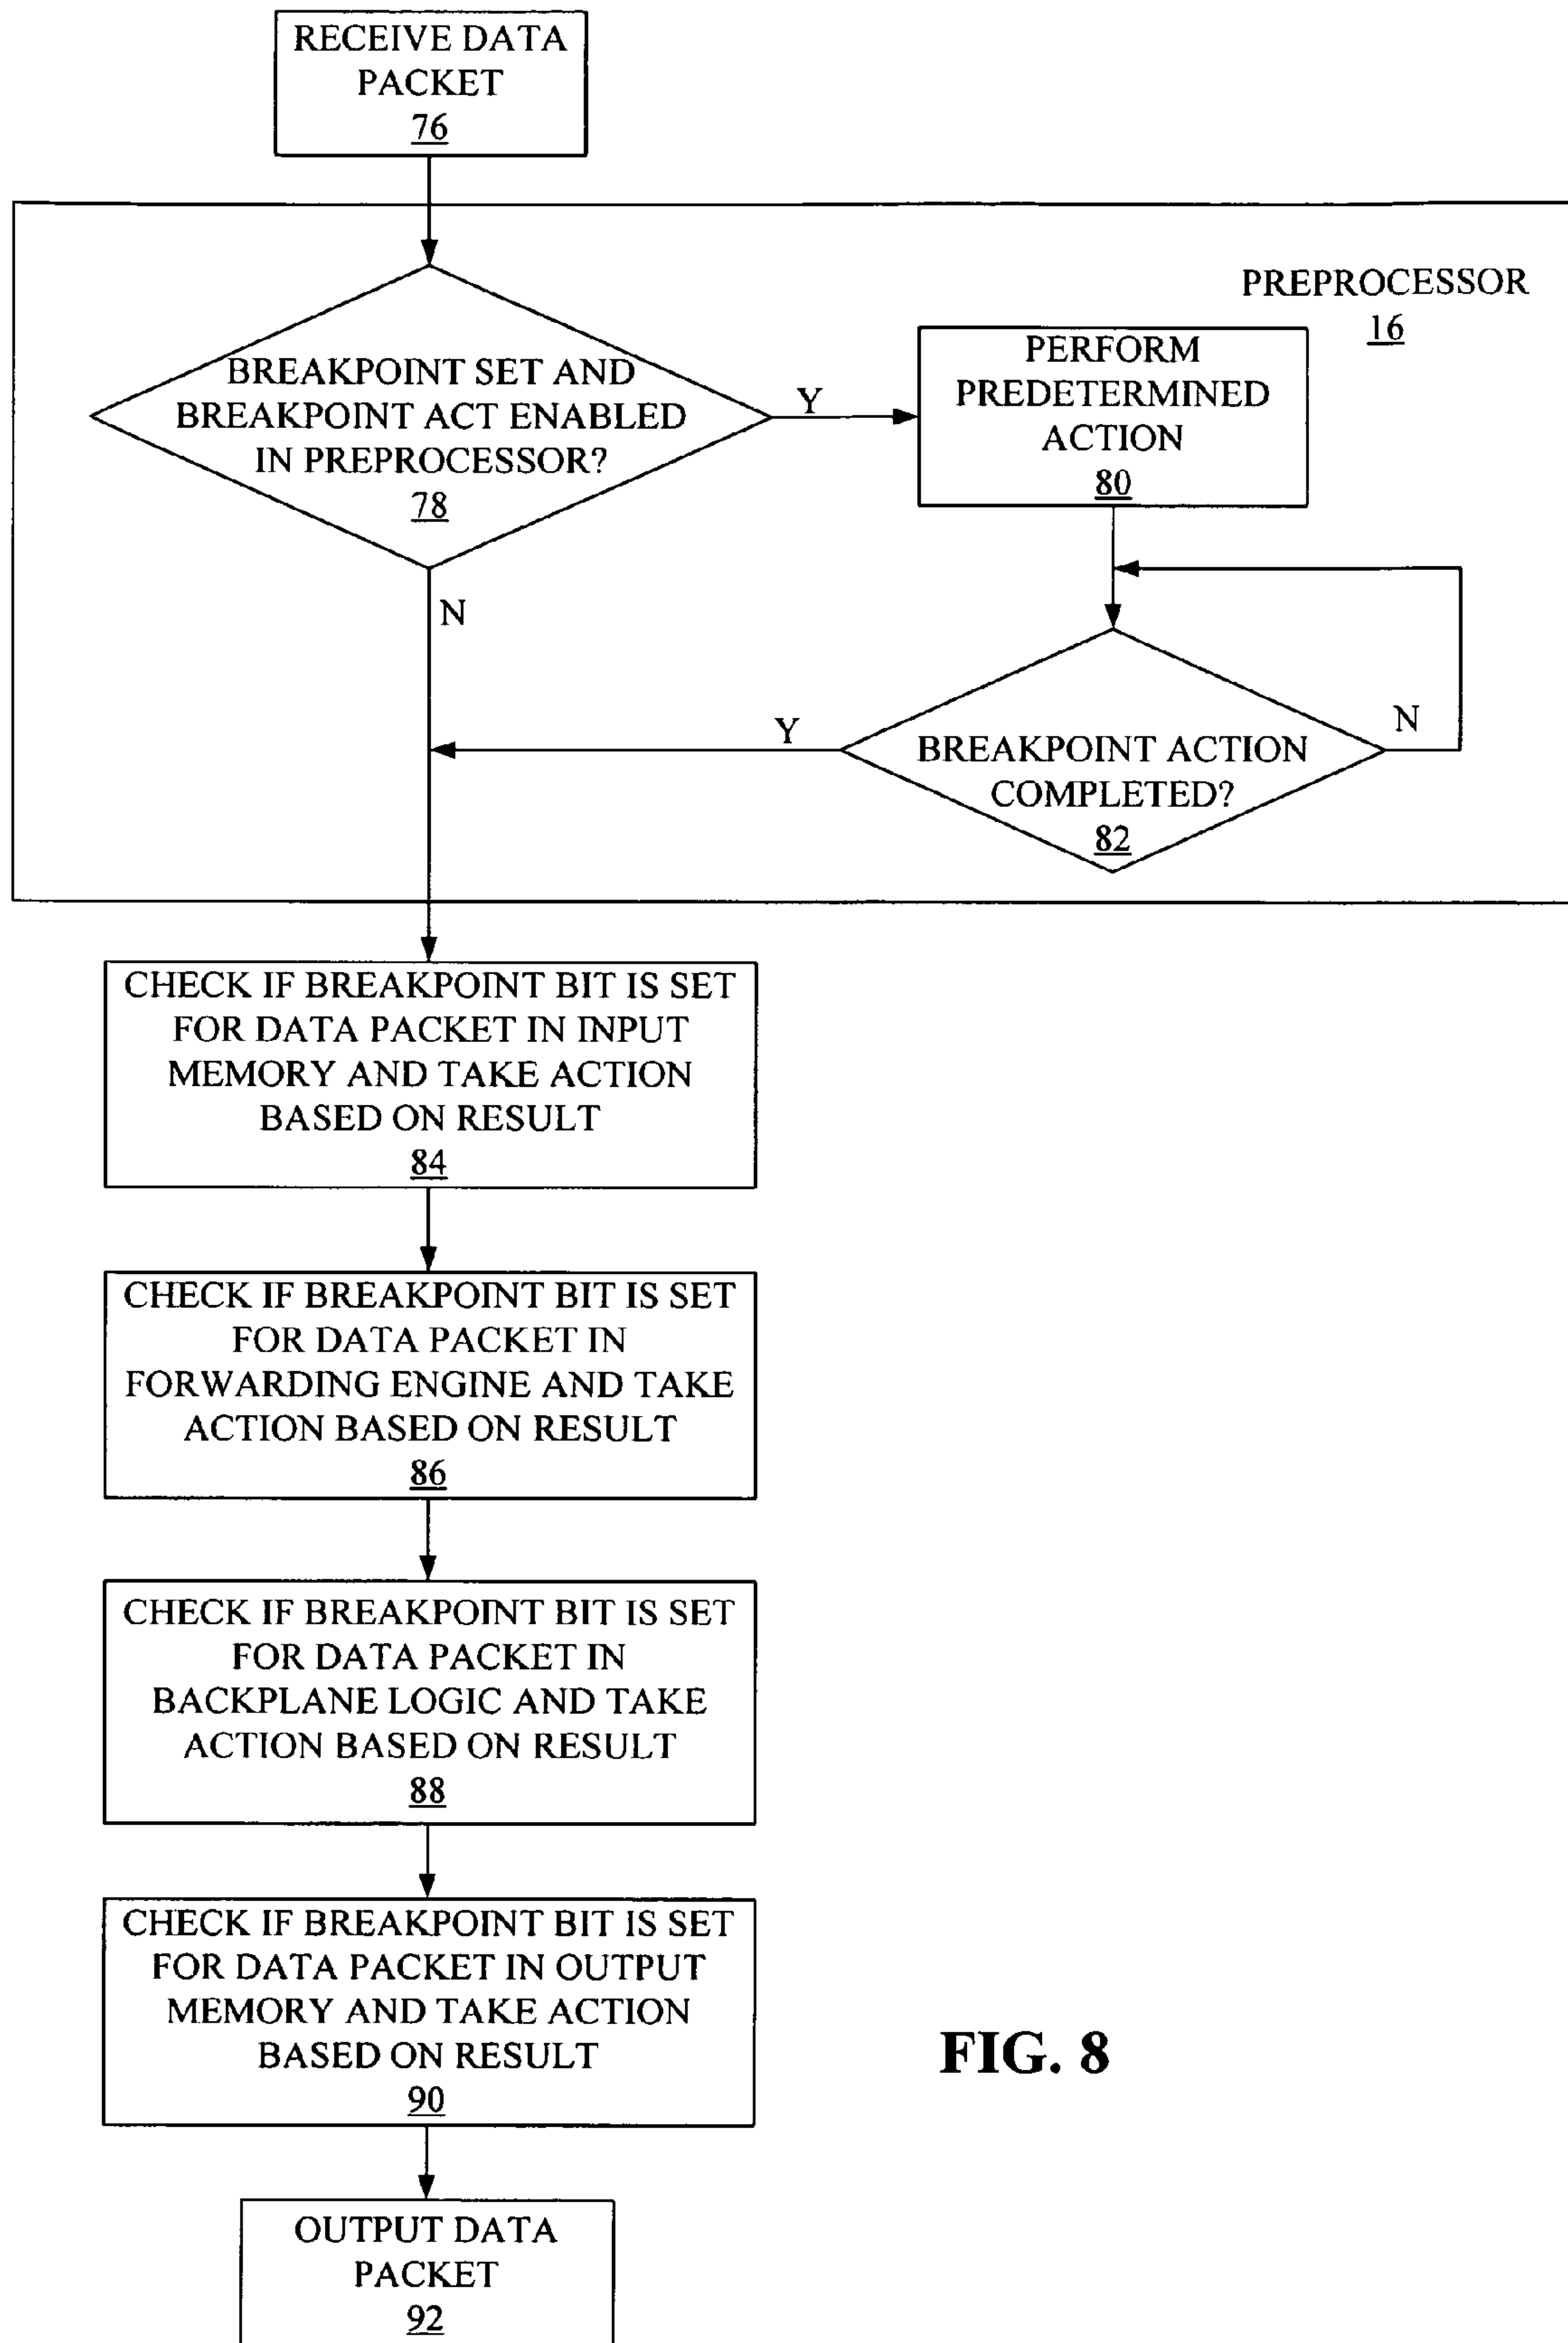 RECEIVE DATA
PACKET
76
PREPROCESSOR
16
BREAKPOINT SET AND
BREAKPOINT ACT ENABLED
IN PREPROCESSOR?
78
Y
PERFORM
PREDETERMINED
ACTION
80
N
Y
BREAKPOINT ACTION
COMPLETED?
82
N
CHECK IF BREAKPOINT BIT IS SET
FOR DATA PACKET IN INPUT
MEMORY AND TAKE ACTION
BASED ON RESULT
84
CHECK IF BREAKPOINT BIT IS SET
FOR DATA PACKET IN
FORWARDING ENGINE AND TAKE
ACTION BASED ON RESULT
86
CHECK IF BREAKPOINT BIT IS SET
FOR DATA PACKET IN
BACKPLANE LOGIC AND TAKE
ACTION BASED ON RESULT
88
CHECK IF BREAKPOINT BIT IS SET
FOR DATA PACKET IN OUTPUT
MEMORY AND TAKE ACTION
BASED ON RESULT
90
FIG. 8
OUTPUT DATA
PACKET
92